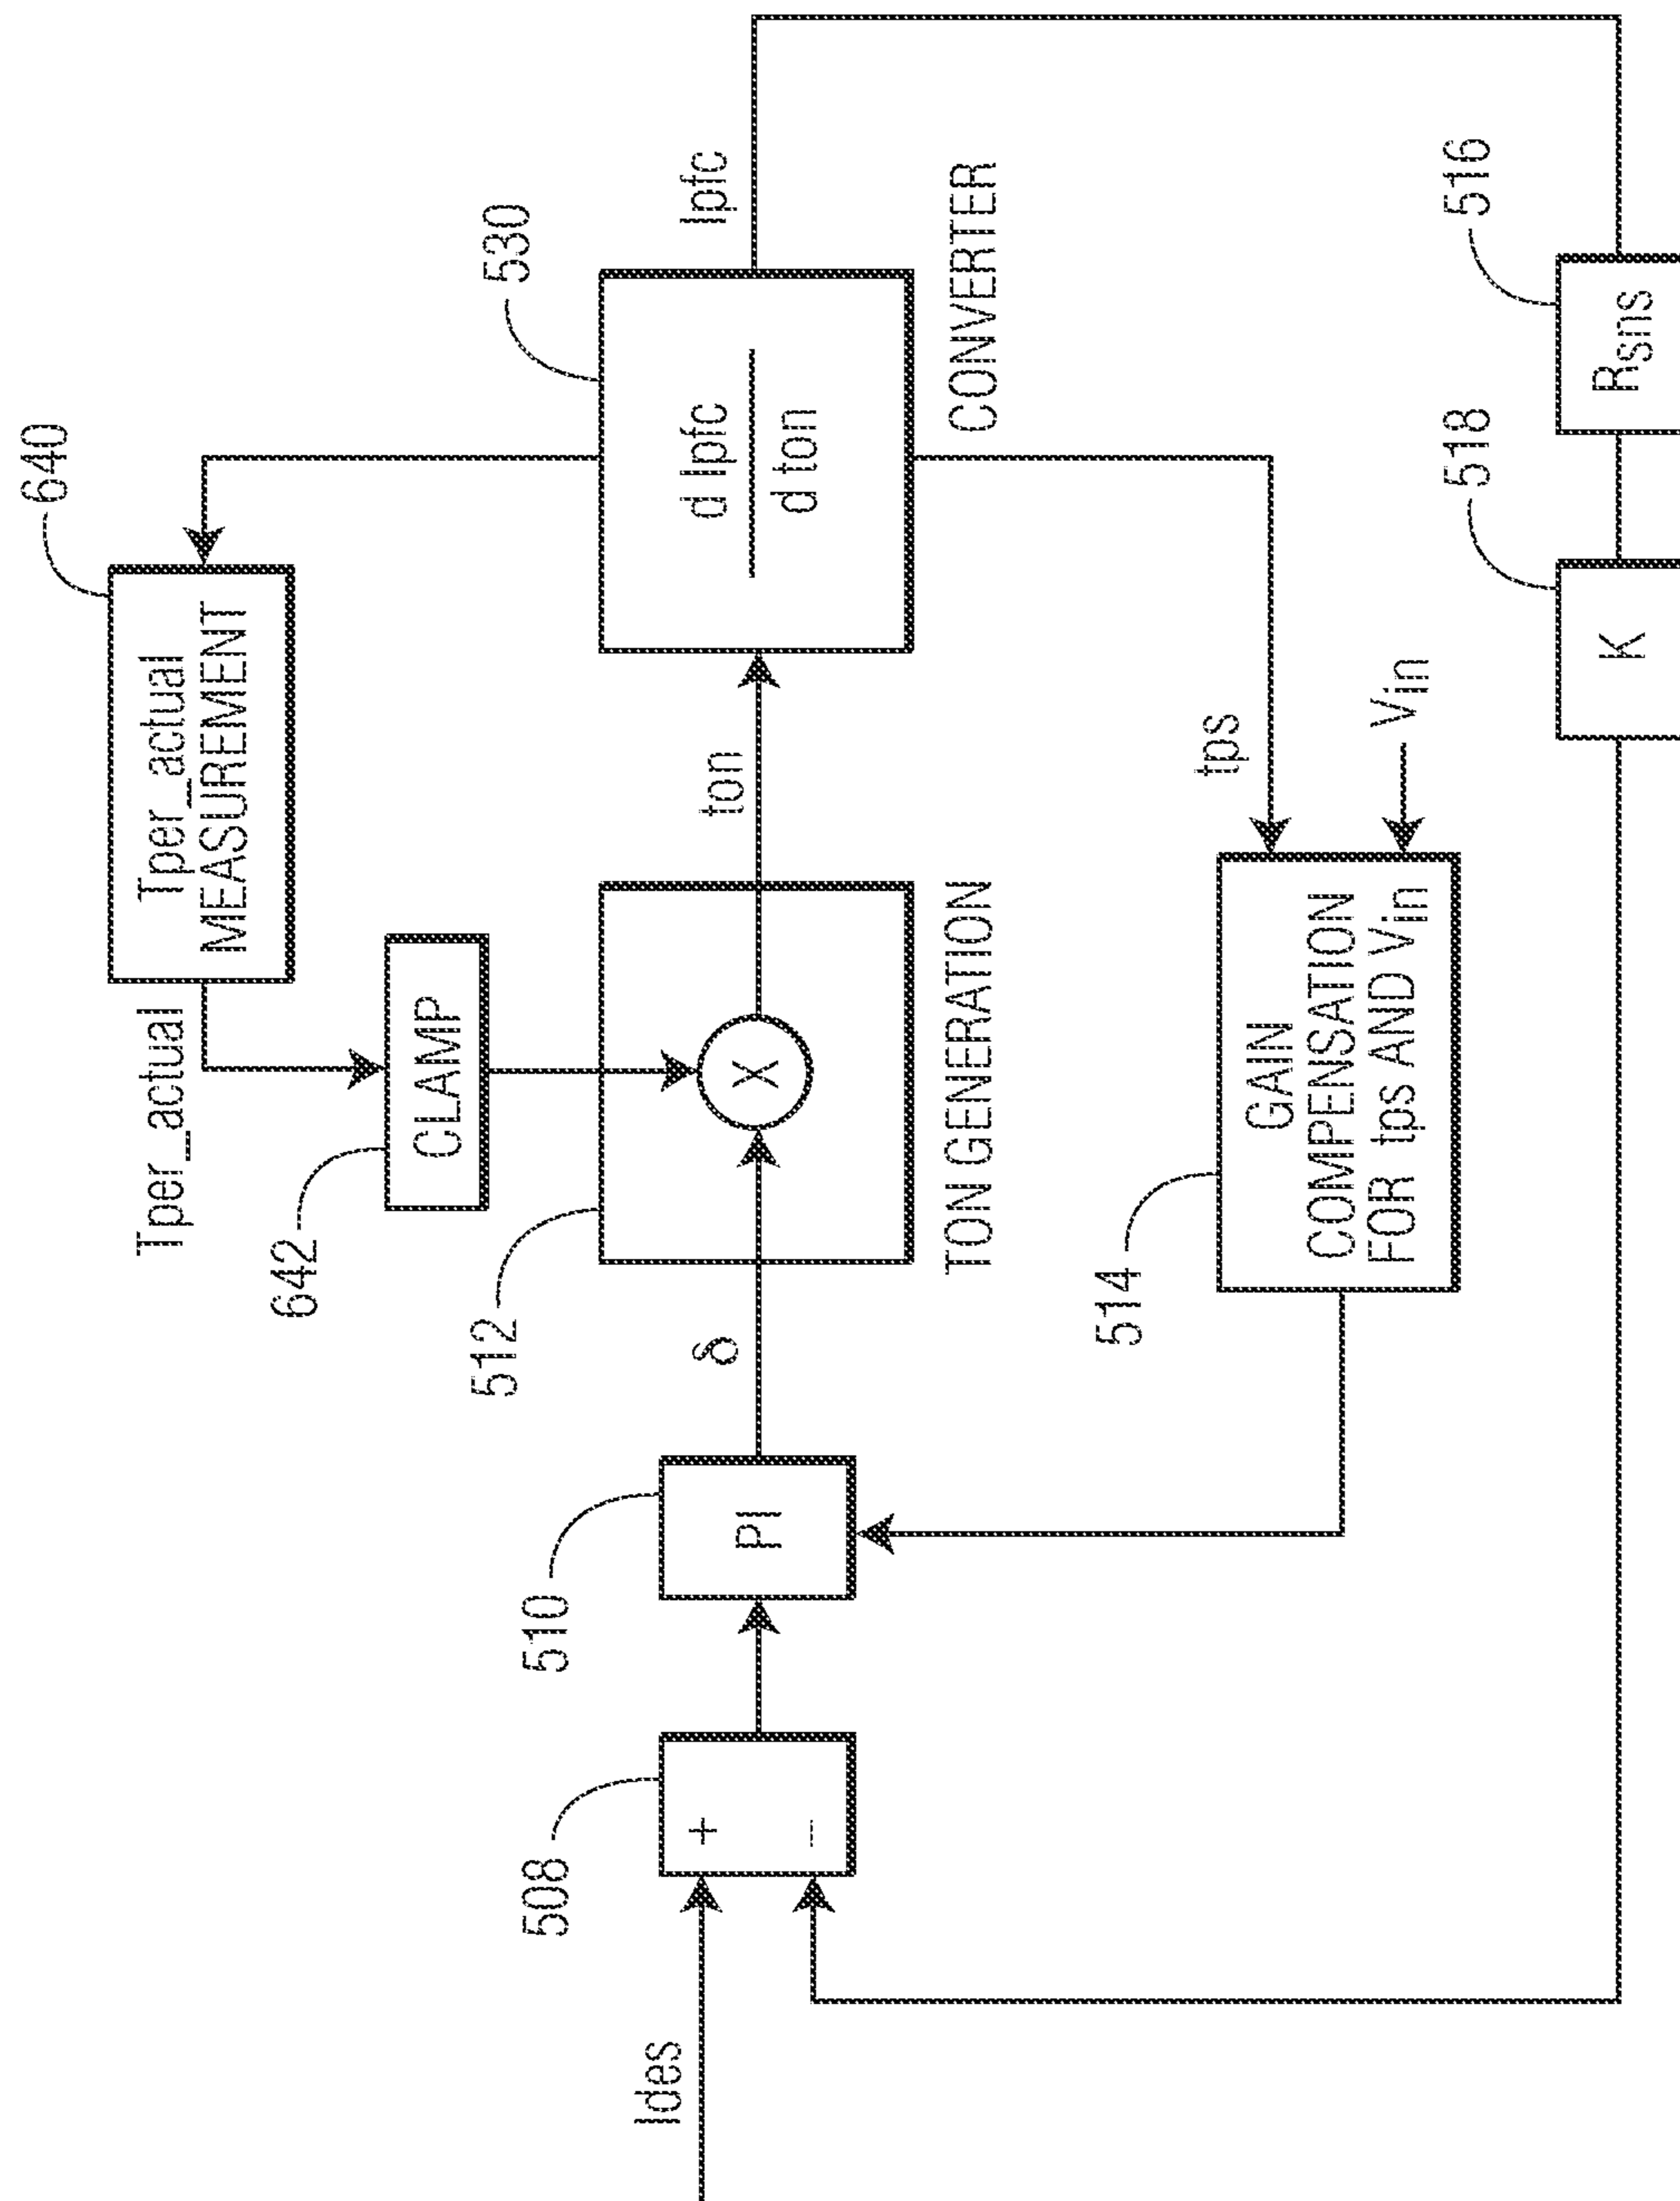 640
Tper_actual
MEASUREMENT
Tper_actual
642
CLAMP
530
d Ipfc
d ton
Ipfc
CONVERTER
512
X
ton
TON GENERATION
δ
510
PI
508
+
−
Ides
514
GAIN
COMPENSATION
FOR tps AND Vin
tps
Vin
518
K
516
Rsns